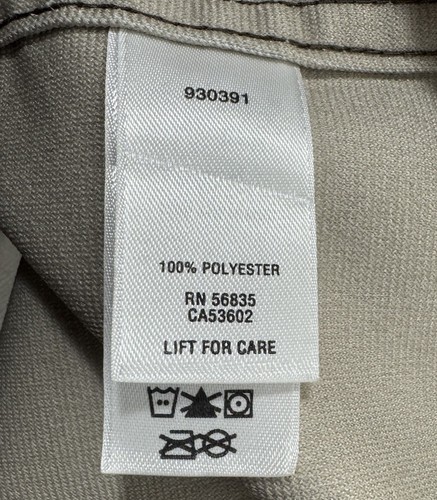 930391
100% POLYESTER
RN 56835
CA53602
LIFT FOR CARE